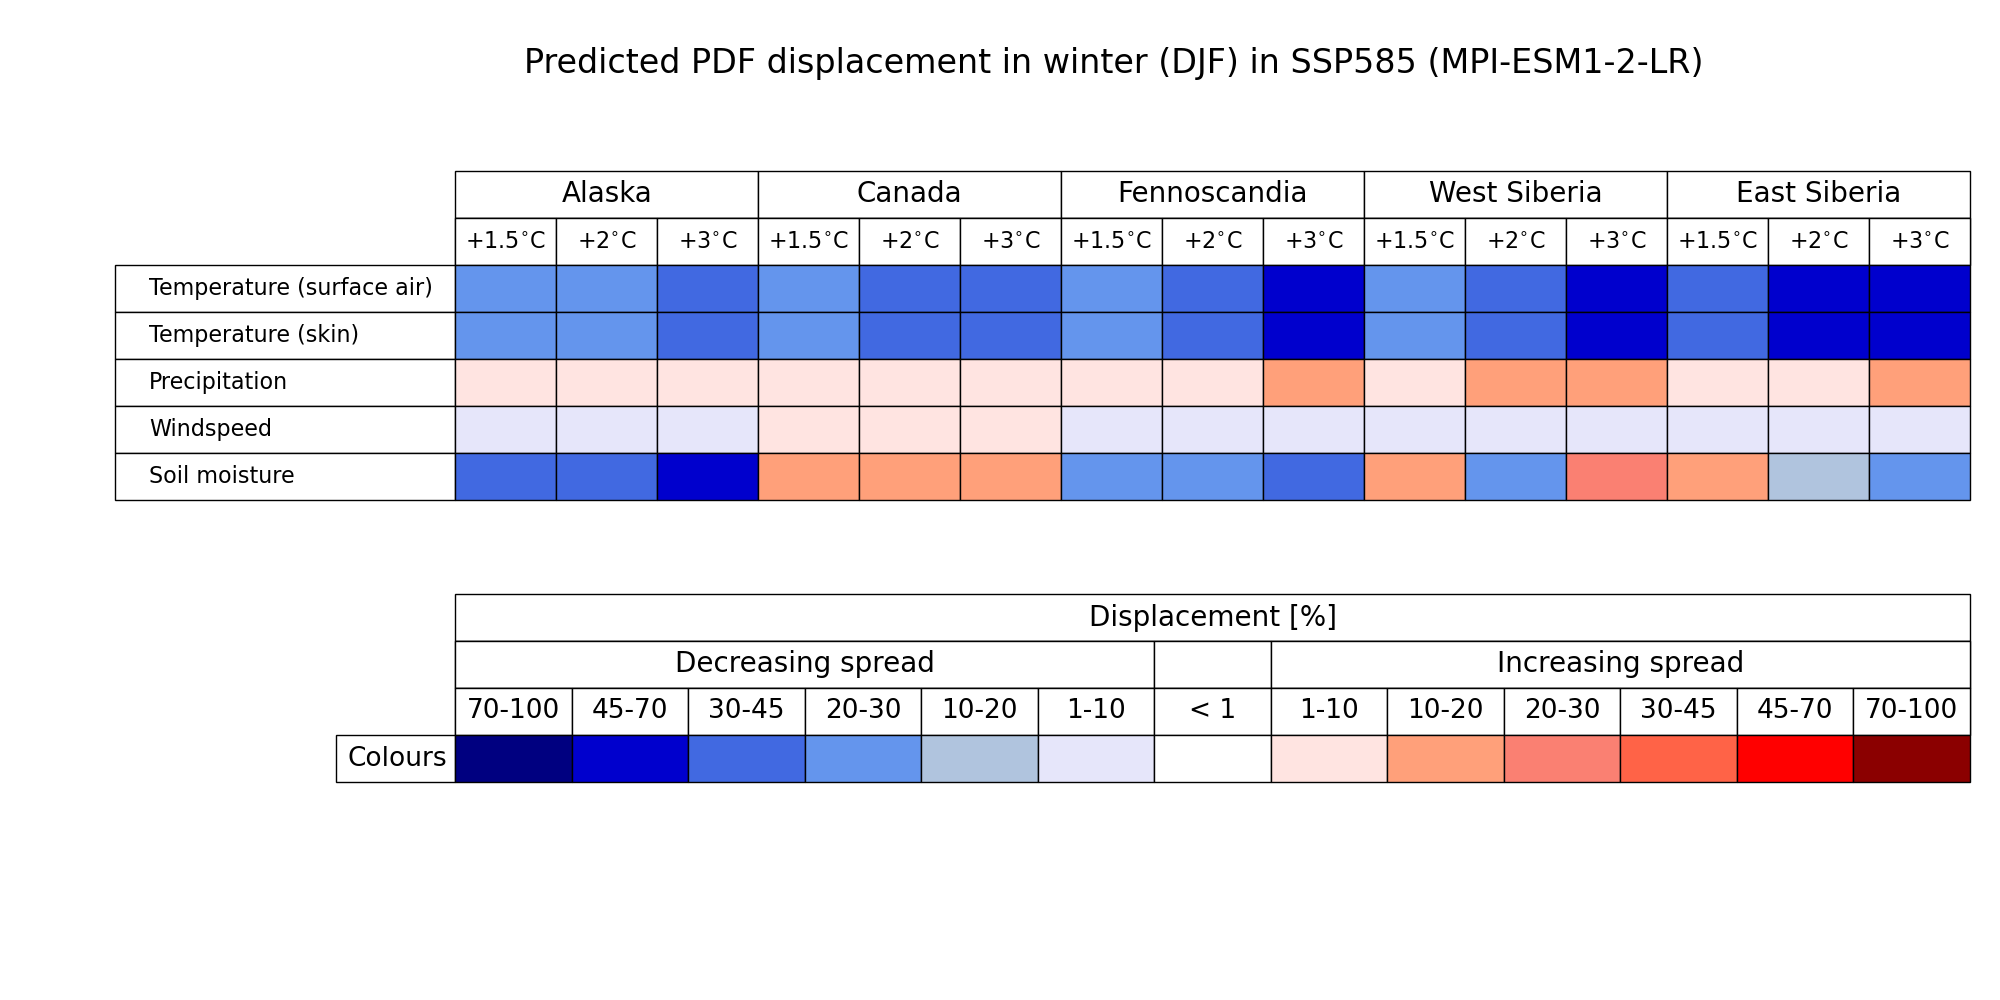 Predicted PDF displacement in winter (DJF) in SSP585 (MPI-ESM1-2-LR)
Alaska Canada Fennoscandia West Siberia East Siberia
+1.5°C +2°C +3°C +1.5°C +2°C +3°C +1.5°C +2°C +3°C +1.5°C +2°C +3°C +1.5°C +2°C +3°C
Temperature (surface air)
Temperature (skin)
Precipitation
Windspeed
Soil moisture
Displacement [%]
Decreasing spread Increasing spread
70-100 45-70 30-45 20-30 10-20 1-10 < 1 1-10 10-20 20-30 30-45 45-70 70-100
Colours